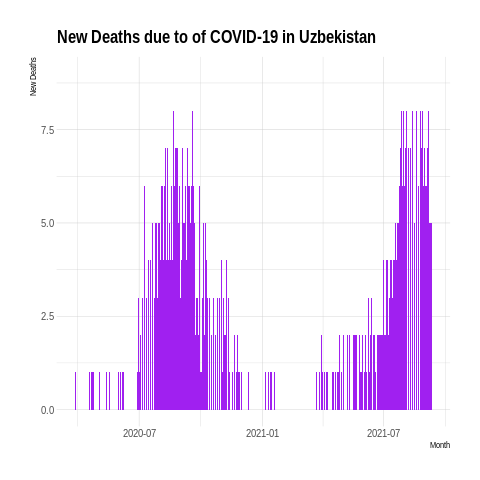 New Deaths due to of COVID-19 in Uzbekistan
New Deaths
7.5
5.0
2.5
0.0
2020-07
2021-01
2021-07
Month